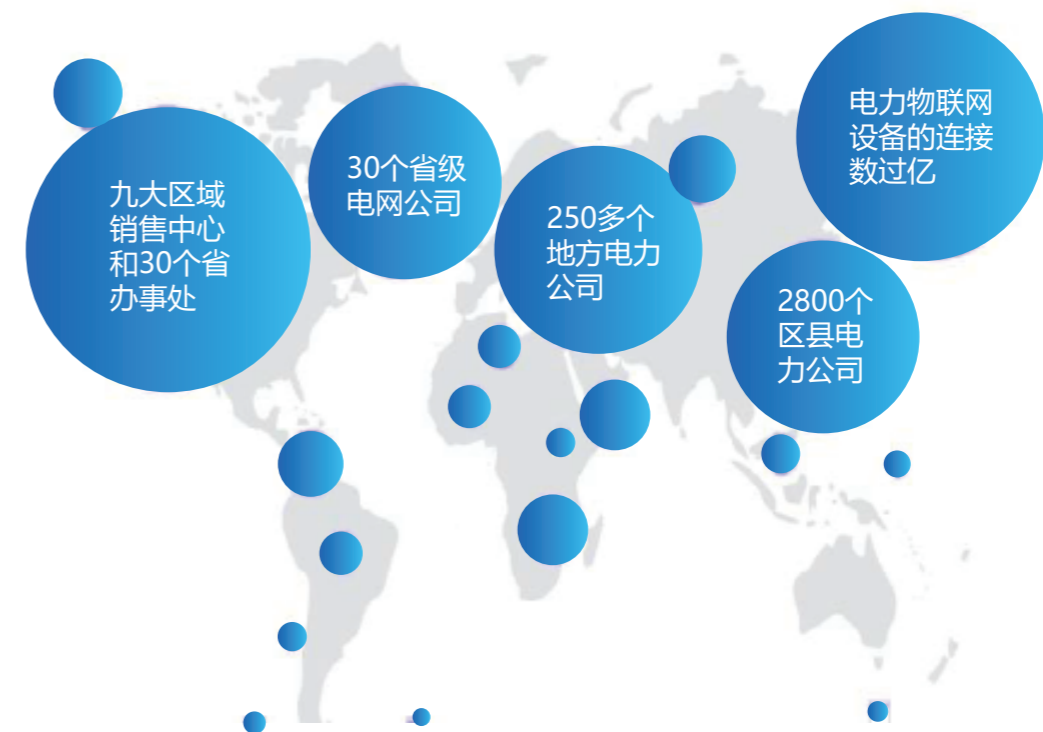 九大区域
销售中心
和30个省
办事处
30个省级
电网公司
250多个
地方电力
公司
电力物联网
设备的连接
数过亿
2800个
区县电
力公司